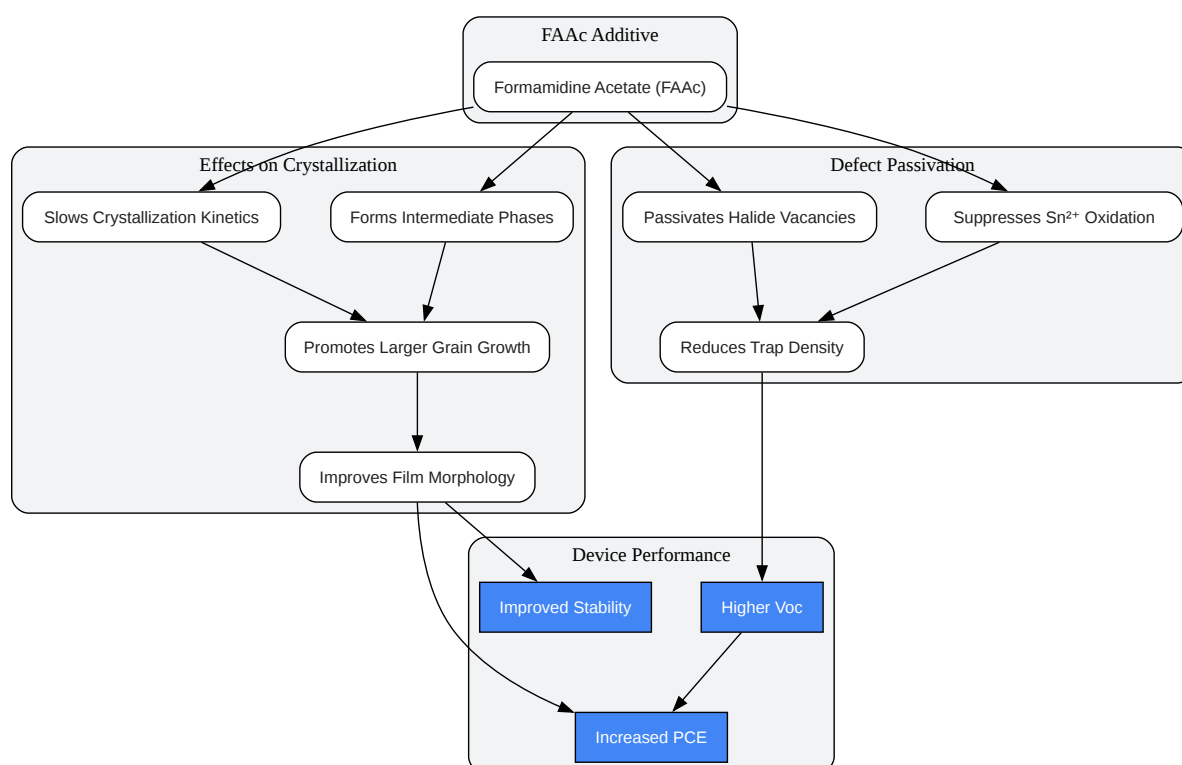 FAAc Additive
Formamidine Acetate (FAAc)
Effects on Crystallization
Defect Passivation
Slows Crystallization Kinetics
Forms Intermediate Phases
Passivates Halide Vacancies
Suppresses Sn²⁺ Oxidation
Promotes Larger Grain Growth
Reduces Trap Density
Improves Film Morphology
Device Performance
Improved Stability
Higher Voc
Increased PCE